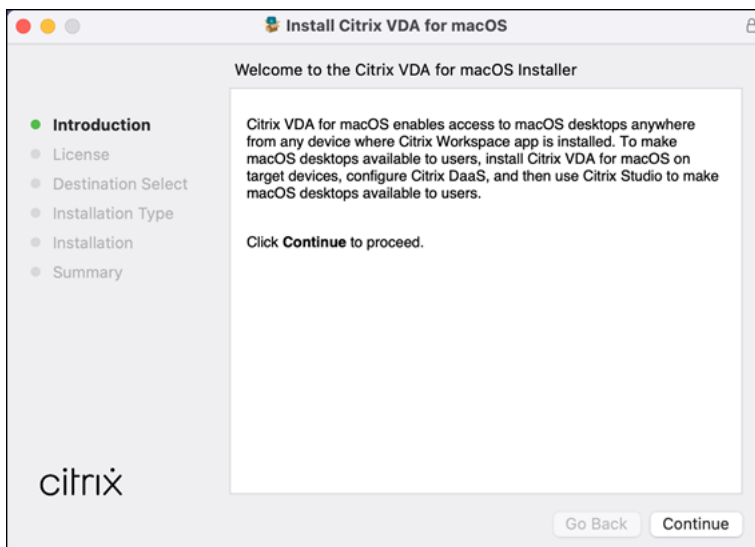 Install Citrix VDA for macOS
Welcome to the Citrix VDA for macOS Installer
Introduction
License
Destination Select
Installation Type
Installation
Summary
Citrix VDA for macOS enables access to macOS desktops anywhere
from any device where Citrix Workspace app is installed. To make
macOS desktops available to users, install Citrix VDA for macOS on
target devices, configure Citrix DaaS, and then use Citrix Studio to make
macOS desktops available to users.
Click Continue to proceed.
citrix
Go Back
Continue